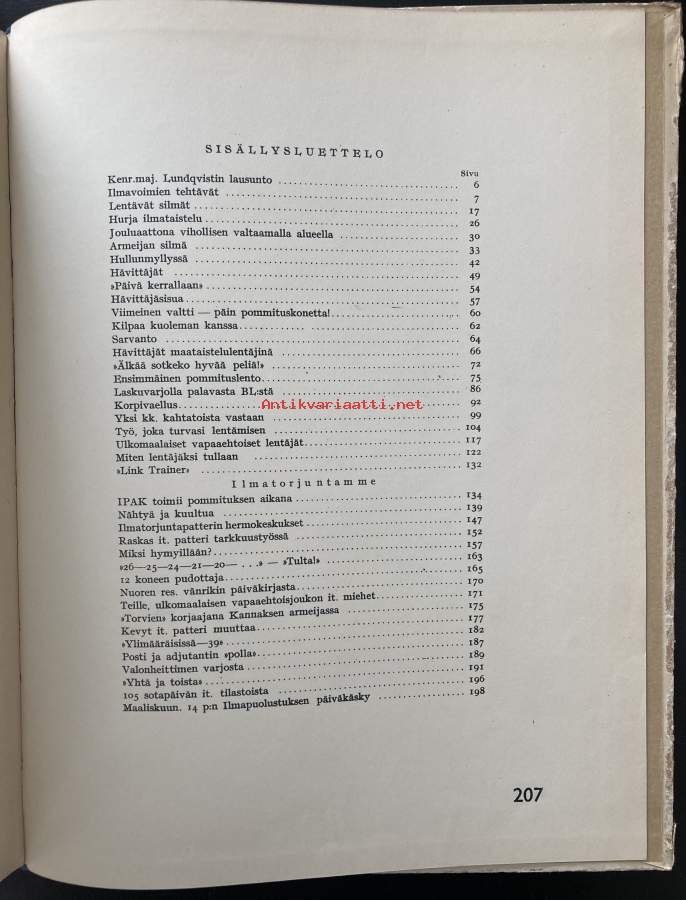 SISÄLLYSLUETTELO
Sivu
Kenr.maj. Lundqvistin lausunto 6
Ilmavoimien tehtävät 7
Lentävät silmät 17
Hurja ilmataistelu 26
Jouluaattona vihollisen valtaamalla alueella 30
Armeijan silmä 33
Hullunmyllyssä 42
Hävittäjät 49
»Päivä kerrallaan» 54
Hävittäjäsisua 57
Viimeinen valtti — päin pommituskonetta! 60
Kilpaa kuoleman kanssa 62
Sarvanto 64
Hävittäjät maataistelulentäjinä 66
»Älkää sotkeko hyvää peliä!» 72
Ensimmäinen pommituslento 75
Laskuvarjolla palavasta BL:stä 86
Korpivaellus 92
Antikvariaatti.net
Yksi kk. kahtatoista vastaan 99
Työ, joka turvasi lentämisen 104
Ulkomaalaiset vapaaehtoiset lentäjät 117
Miten lentäjäksi tullaan 122
»Link Trainer» 132
Ilmatorjuntamme
IPAK toimii pommituksen aikana 134
Nähtyä ja kuultua 139
Ilmatorjuntapatterin hermokeskukset 147
Raskas it. patteri tarkkuustyössä 152
Miksi hymyillään? 157
»26—25—24—21—20— . . .» — »Tulta!» 163
12 koneen pudottaja 165
Nuoren res. vänrikin päiväkirjasta 170
Teille, ulkomaalaisen vapaaehtoisjoukon it. miehet 171
»Torvien» korjaajana Kannaksen armeijassa 175
Kevyt it. patteri muuttaa 177
»Ylimääräisissä—39» 182
Posti ja adjutantin »polla» 187
Valonheittimen varjosta 189
»Yhtä ja toista» 191
105 sotapäivän it. tilastoista 196
Maaliskuun. 14 p:n Ilmapuolustuksen päiväkäsky 198
207